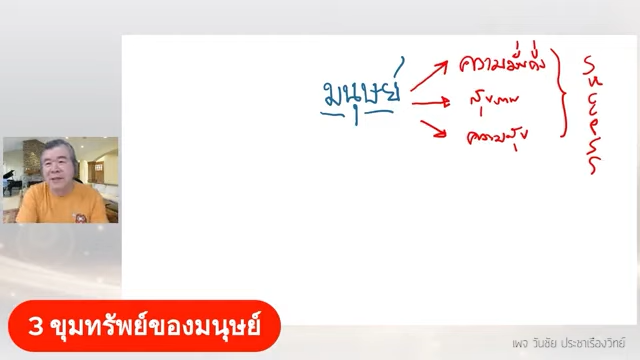 มนุษย์
ความมั่งคั่ง
สุขภาพ
ความสุข
3 ขุมทรัพย์ของมนุษย์
เพจ วันชัย ประชาเรืองวิทย์